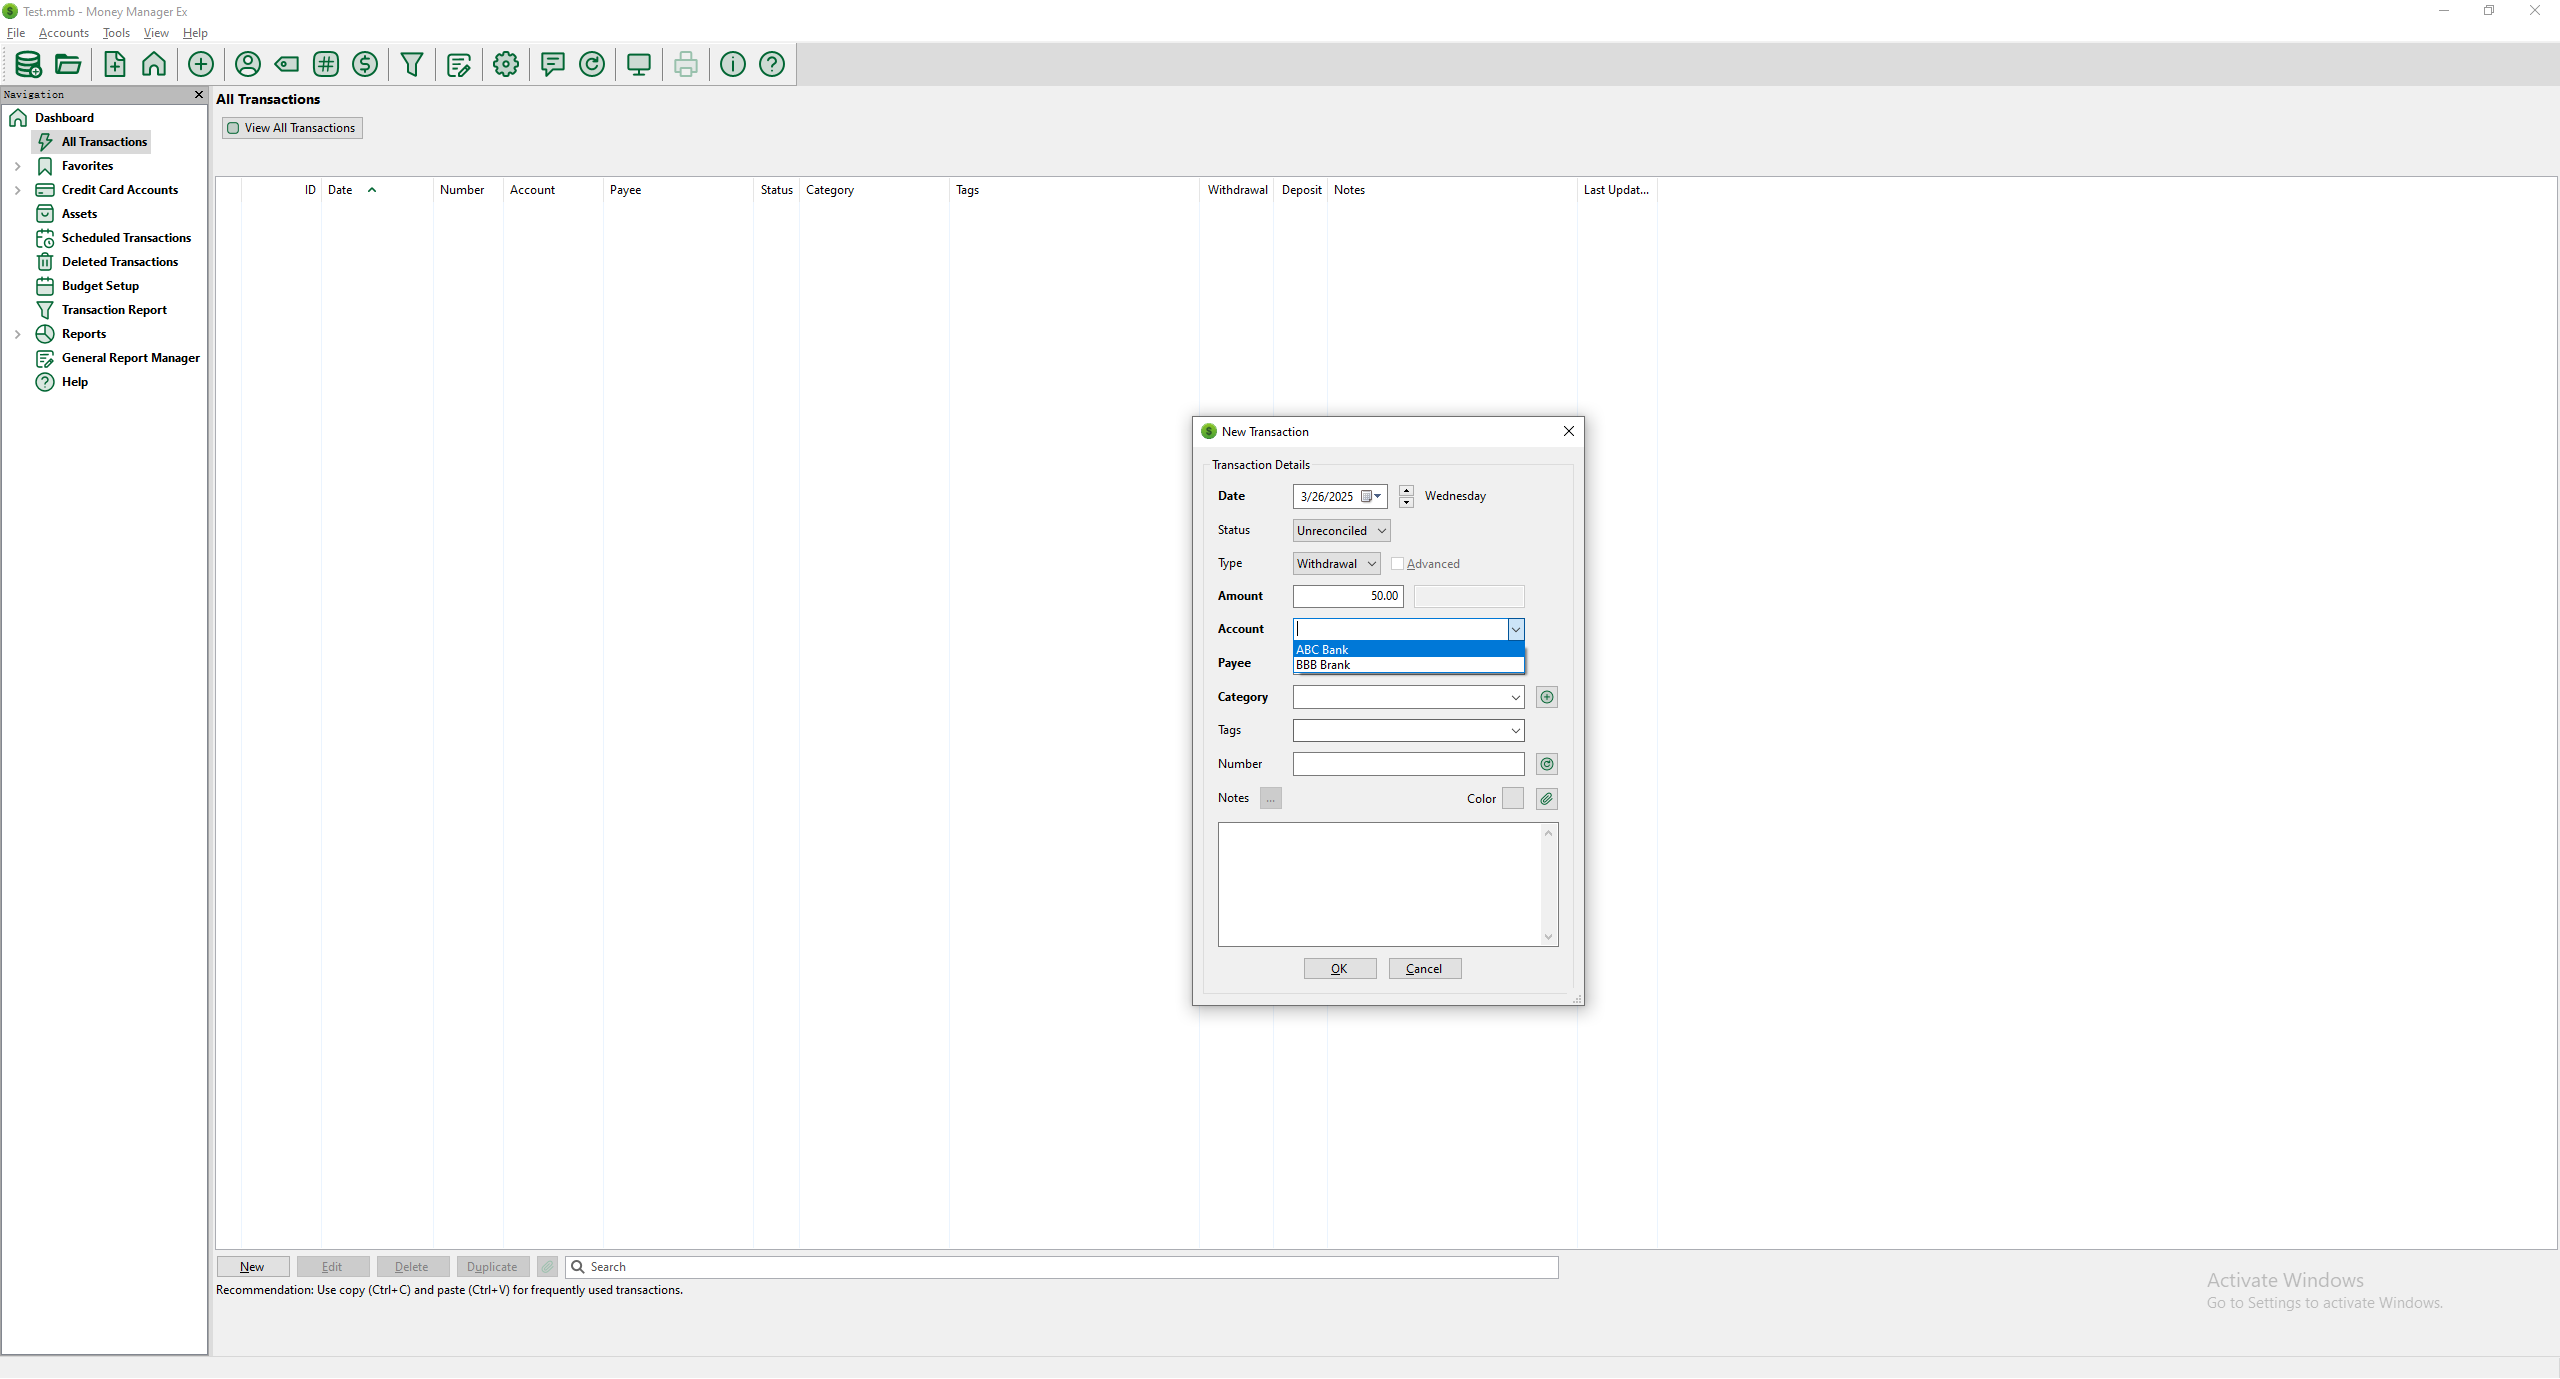 Test.mmb - Money Manager Ex
File Accounts Tools View Help
Navigation
Dashboard
All Transactions
Favorites
Credit Card Accounts
Assets
Scheduled Transactions
Deleted Transactions
Budget Setup
Transaction Report
Reports
General Report Manager
Help
All Transactions
View All Transactions
ID Date Number Account Payee Status Category Tags Withdrawal Deposit Notes Last Updat...
New Transaction
Transaction Details
Date 3/26/2025 Wednesday
Status Unreconciled
Type Withdrawal Advanced
Amount 50.00
Account
ABC Bank
Payee BBB Brank
Category
Tags
Number
Notes ... Color
OK Cancel
New Edit Delete Duplicate Search
Recommendation: Use copy (Ctrl+C) and paste (Ctrl+V) for frequently used transactions.
Activate Windows
Go to Settings to activate Windows.